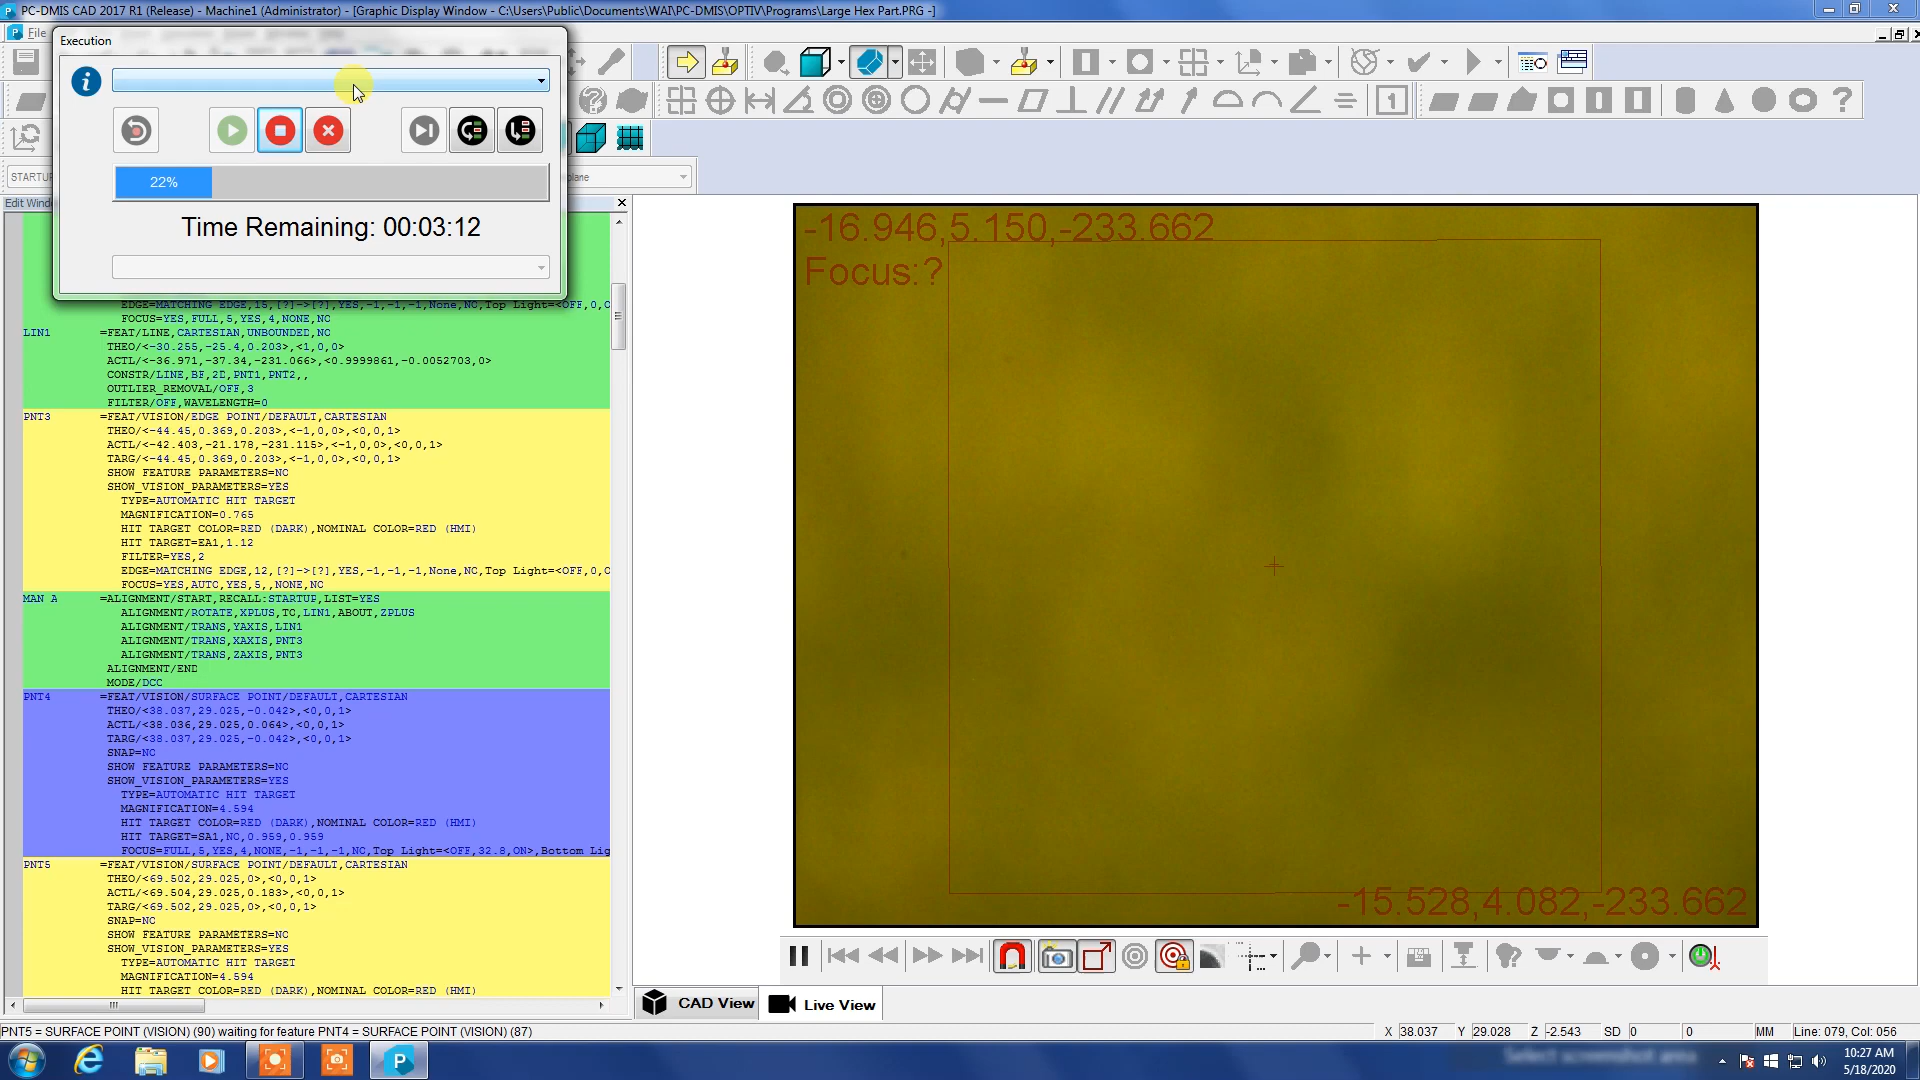 PC-DMIS CAD 2017 R1 (Release) - Machine1 (Administrator) - [Graphic Display Window - C:\Users\Public\Documents\WAI\PC-DMIS\OPTIV\Programs\Large Hex Part.PRG -]
File
Execution
22%
STARTUP
plane
Edit Wind
Time Remaining: 00:03:12
EDGE=MATCHING EDGE,15,[?]->[?],YES,-1,-1,-1,None,NO,Top Light=<OFF,0,O
FOCUS=YES,FULL,5,YES,4,NONE,NO
LIN1 =FEAT/LINE,CARTESIAN,UNBOUNDED,NO
THEO/<-30.255,-25.4,0.203>,<1,0,0>
ACTL/<-36.971,-37.34,-231.066>,<0.9999861,-0.0052703,0>
CONSTR/LINE,BF,2D,PNT1,PNT2,,
OUTLIER_REMOVAL/OFF,3
FILTER/OFF,WAVELENGTH=0
PNT3 =FEAT/VISION/EDGE POINT/DEFAULT,CARTESIAN
THEO/<-44.45,0.369,0.203>,<-1,0,0>,<0,0,1>
ACTL/<-42.403,-21.178,-231.115>,<-1,0,0>,<0,0,1>
TARG/<-44.45,0.369,0.203>,<-1,0,0>,<0,0,1>
SHOW FEATURE PARAMETERS=NO
SHOW_VISION_PARAMETERS=YES
TYPE=AUTOMATIC HIT TARGET
MAGNIFICATION=0.765
HIT TARGET COLOR=RED (DARK),NOMINAL COLOR=RED (HMI)
HIT TARGET=EA1,1.12
FILTER=YES,2
EDGE=MATCHING EDGE,12,[?]->[?],YES,-1,-1,-1,None,NO,Top Light=<OFF,0,O
FOCUS=YES,AUTO,YES,5,,NONE,NO
MAN A =ALIGNMENT/START,RECALL:STARTUP,LIST=YES
ALIGNMENT/ROTATE,XPLUS,TO,LIN1,ABOUT,ZPLUS
ALIGNMENT/TRANS,YAXIS,LIN1
ALIGNMENT/TRANS,XAXIS,PNT3
ALIGNMENT/TRANS,ZAXIS,PNT3
ALIGNMENT/END
MODE/DCC
PNT4 =FEAT/VISION/SURFACE POINT/DEFAULT,CARTESIAN
THEO/<38.037,29.025,-0.042>,<0,0,1>
ACTL/<38.036,29.025,0.064>,<0,0,1>
TARG/<38.037,29.025,-0.042>,<0,0,1>
SNAP=NO
SHOW FEATURE PARAMETERS=NO
SHOW_VISION_PARAMETERS=YES
TYPE=AUTOMATIC HIT TARGET
MAGNIFICATION=4.594
HIT TARGET COLOR=RED (DARK),NOMINAL COLOR=RED (HMI)
HIT TARGET=SA1,NO,0.959,0.959
FOCUS=FULL,5,YES,4,NONE,-1,-1,-1,NO,Top Light=<OFF,32.8,ON>,Bottom Lig
PNT5 =FEAT/VISION/SURFACE POINT/DEFAULT,CARTESIAN
THEO/<69.502,29.025,0>,<0,0,1>
ACTL/<69.504,29.025,0.183>,<0,0,1>
TARG/<69.502,29.025,0>,<0,0,1>
SNAP=NO
SHOW FEATURE PARAMETERS=NO
SHOW_VISION_PARAMETERS=YES
TYPE=AUTOMATIC HIT TARGET
MAGNIFICATION=4.594
HIT TARGET COLOR=RED (DARK),NOMINAL COLOR=RED (HMI)
-16.946,5.150,-233.662
Focus:?
-15.528,4.082,-233.662
CAD View Live View
PNT5 = SURFACE POINT (VISION) (90) waiting for feature PNT4 = SURFACE POINT (VISION) (87)
X 38.037 Y 29.028 Z -2.543 SD 0 0 MM Line: 079, Col: 056
Select screenshot area
10:27 AM
5/18/2020